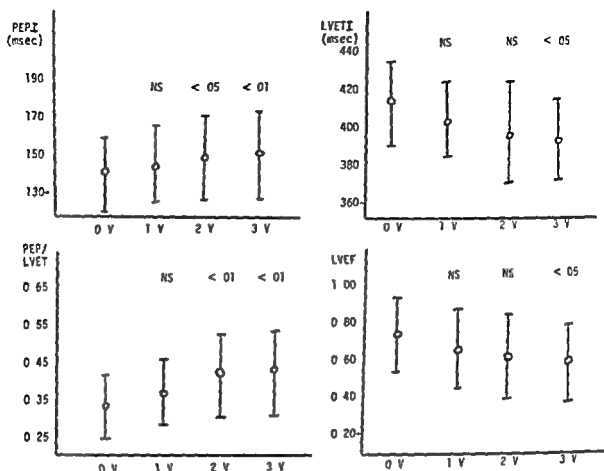 PEPI
(msec)
190
170
150
130-
NS < 05 < 01
0 V 1 V 2 V 3 V
LVETI
(msec)
440
420
400
380
360-
NS NS < 05
0 V 1 V 2 V 3 V
PEP/
LVET
0 65
0 55
0 45
0 35
0 25
NS < 01 < 01
0 V 1 V 2 V 3 V
LVEF
1 00
0 80
0 60
0 40
0 20-
NS NS < 05
0 V 1 V 2 V 3 V